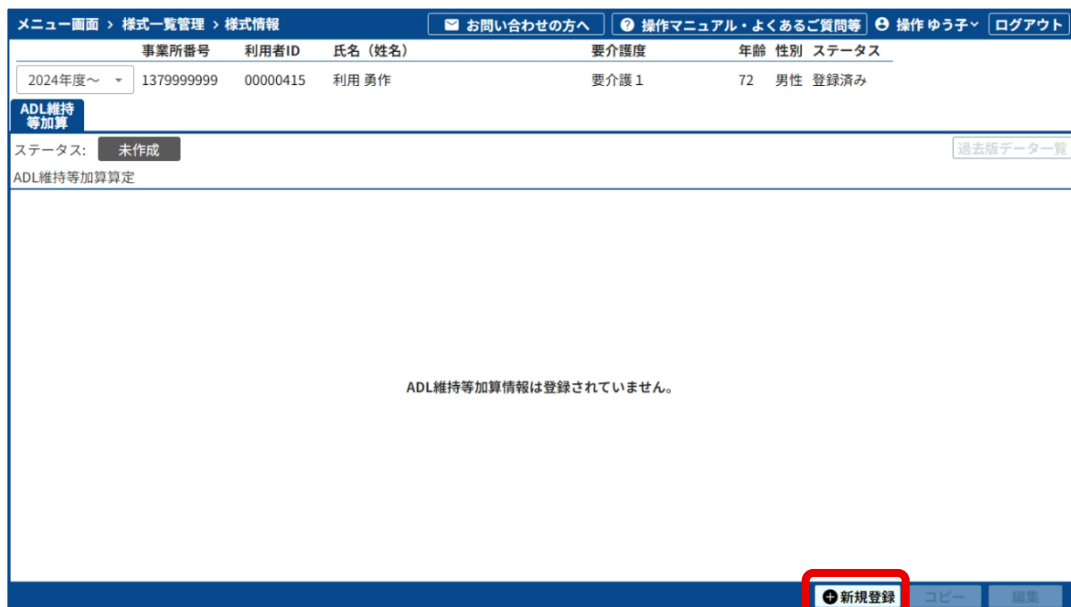 メニュー画面 > 様式一覧管理 > 様式情報 お問い合わせの方へ 操作マニュアル・よくあるご質問等 操作 ゆう子 ログアウト
事業所番号 利用者ID 氏名（姓名） 要介護度 年齢 性別 ステータス
2024年度～ 1379999999 00000415 利用 勇作 要介護１ 72 男性 登録済み
ADL維持
等加算
ステータス: 未作成 過去版データ一覧
ADL維持等加算算定
ADL維持等加算情報は登録されていません。
新規登録 コピー 編集